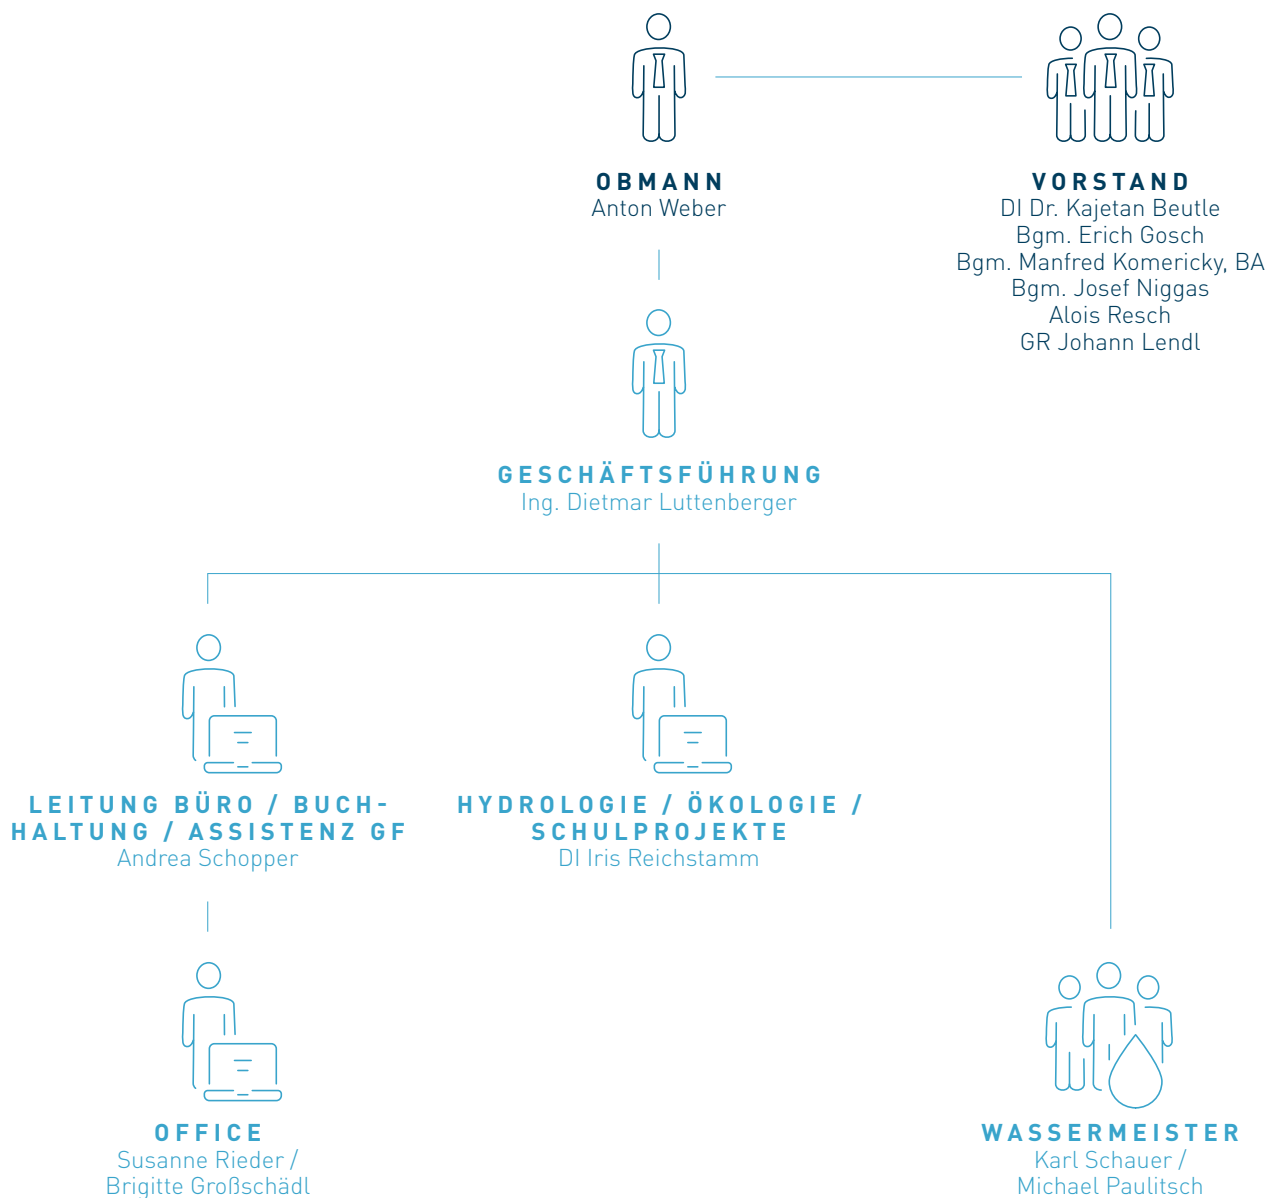 OBMANN
Anton Weber
VORSTAND
DI Dr. Kajetan Beutle
Bgm. Erich Gosch
Bgm. Manfred Komericky, BA
Bgm. Josef Niggas
Alois Resch
GR Johann Lendl
GESCHÄFTSFÜHRUNG
Ing. Dietmar Luttenberger
LEITUNG BÜRO / BUCH-
HALTUNG / ASSISTENZ GF
Andrea Schopper
HYDROLOGIE / ÖKOLOGIE /
SCHULPROJEKTE
DI Iris Reichstamm
OFFICE
Susanne Rieder /
Brigitte Großschädl
WASSERMEISTER
Karl Schauer /
Michael Paulitsch